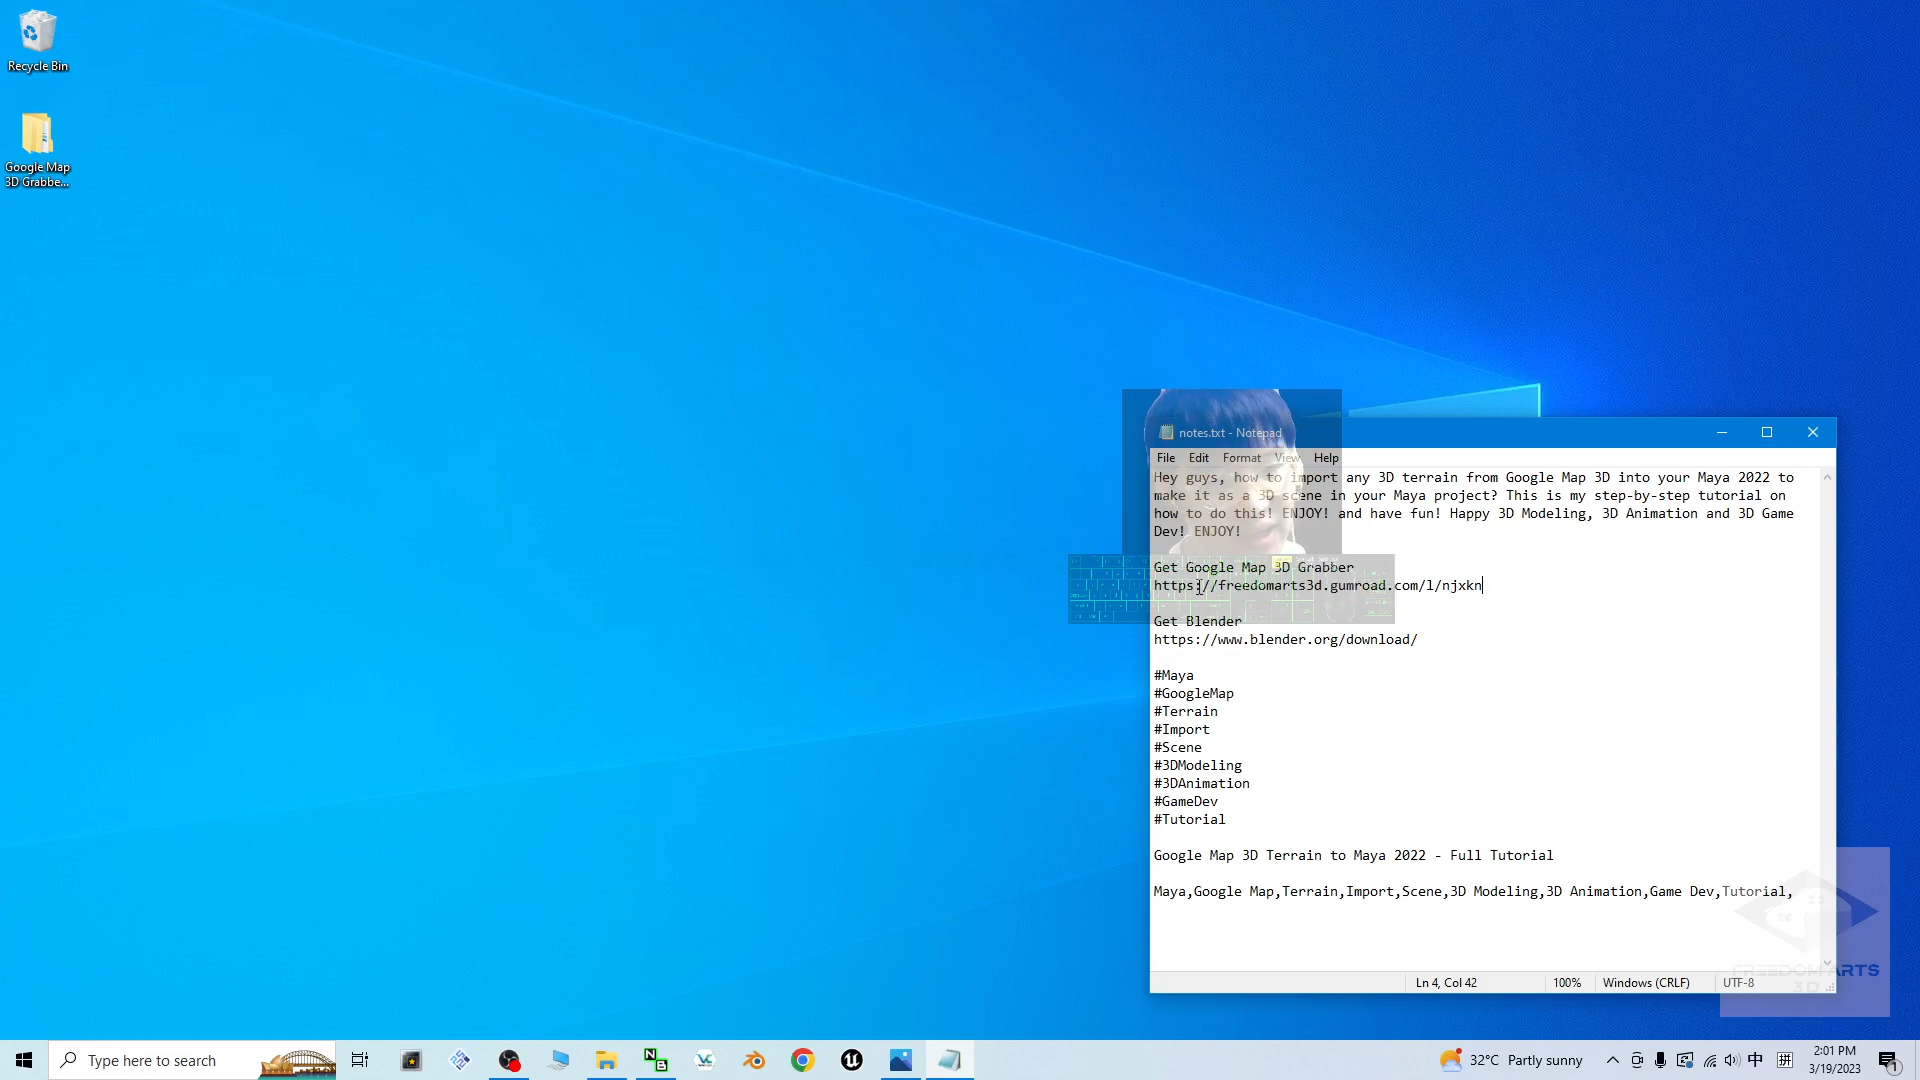 Recycle Bin
Google Map
3D Grabbe...
notes.txt - Notepad
File Edit Format View Help
Hey guys, how to import any 3D terrain from Google Map 3D into your Maya 2022 to
make it as a 3D scene in your Maya project? This is my step-by-step tutorial on
how to do this! ENJOY! and have fun! Happy 3D Modeling, 3D Animation and 3D Game
Dev! ENJOY!
Get Google Map 3D Grabber
https://freedomarts3d.gumroad.com/l/njxkn
Get Blender
https://www.blender.org/download/
#Maya
#GoogleMap
#Terrain
#Import
#Scene
#3DModeling
#3DAnimation
#GameDev
#Tutorial
Google Map 3D Terrain to Maya 2022 - Full Tutorial
Maya,Google Map,Terrain,Import,Scene,3D Modeling,3D Animation,Game Dev,Tutorial,
FREEDOM ARTS
3D
Ln 4, Col 42 100% Windows (CRLF) UTF-8
Type here to search
32°C Partly sunny
中
拼
2:01 PM
3/19/2023
1